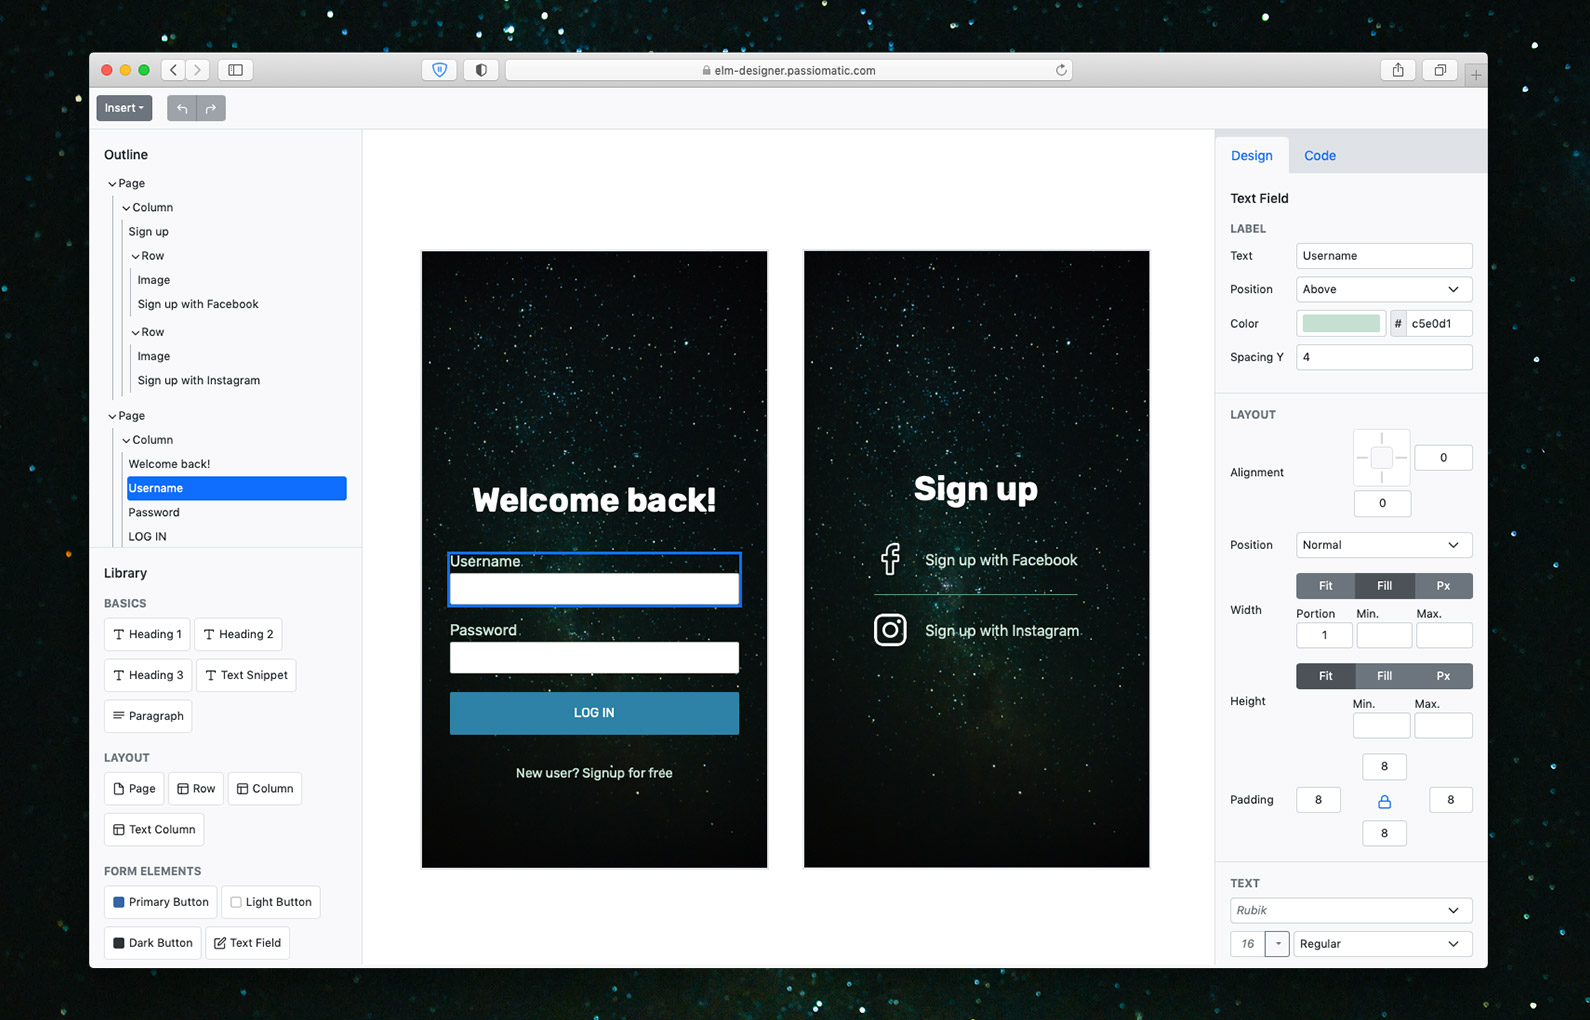 elm-designer.passiomatic.com
Insert
Outline
Page
Column
Sign up
Row
Image
Sign up with Facebook
Row
Image
Sign up with Instagram
Page
Column
Welcome back!
Username
Password
LOG IN
Library
BASICS
Heading 1
Heading 2
Heading 3
Text Snippet
Paragraph
LAYOUT
Page
Row
Column
Text Column
FORM ELEMENTS
Primary Button
Light Button
Dark Button
Text Field
Welcome back!
Username
Password
LOG IN
New user? Signup for free
Sign up
Sign up with Facebook
Sign up with Instagram
Design
Code
Text Field
LABEL
Text
Username
Position
Above
Color
# c5e0d1
Spacing Y
4
LAYOUT
Alignment
0
0
Position
Normal
Width
Fit
Fill
Px
Portion
Min.
Max.
1
Height
Fit
Fill
Px
Min.
Max.
Padding
8
8
8
8
TEXT
Rubik
16
Regular